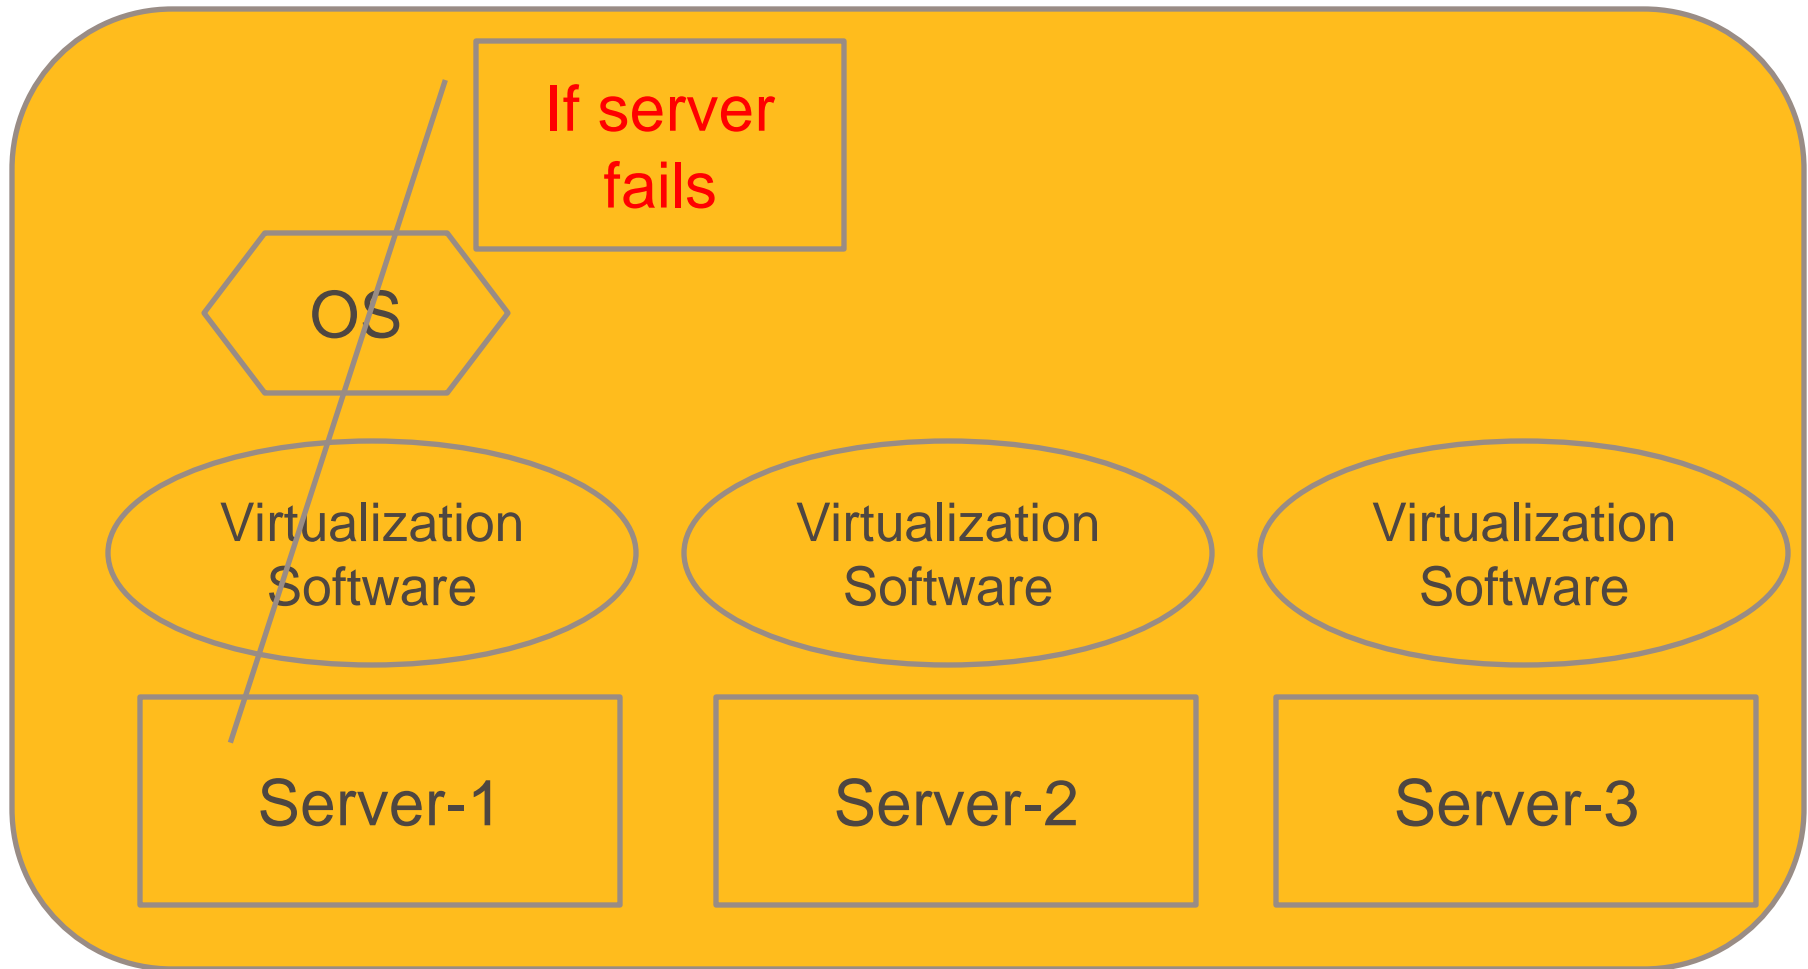 If server
fails
OS
Virtualization
Software
Virtualization
Software
Virtualization
Software
Server-1
Server-2
Server-3